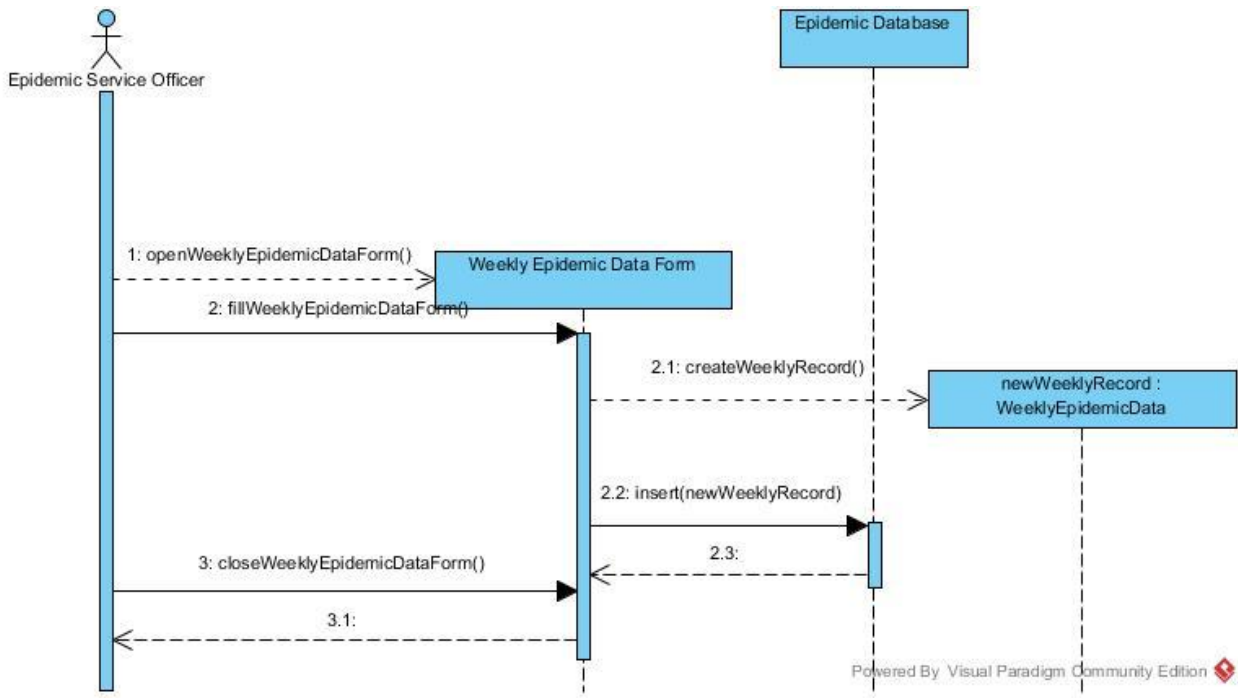 Epidemic Database
Epidemic Service Officer
1: openWeeklyEpidemicDataForm()
Weekly Epidemic Data Form
2: fillWeeklyEpidemicDataForm()
2.1: createWeeklyRecord()
newWeeklyRecord :
WeeklyEpidemicData
2.2: insert(newWeeklyRecord)
2.3:
3: closeWeeklyEpidemicDataForm()
3.1:
Powered By Visual Paradigm Community Edition